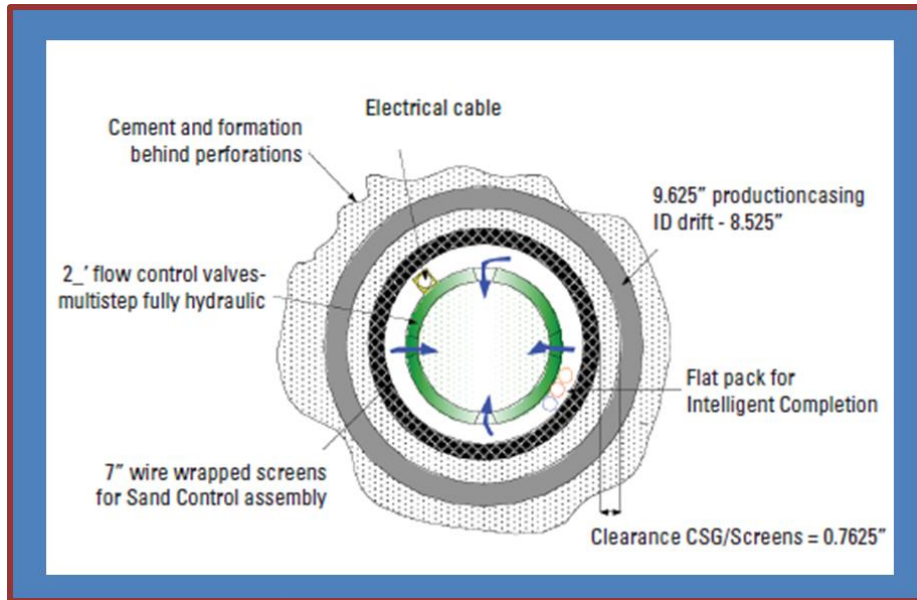 Electrical cable
Cement and formation
behind perforations
9.625” productioncasing
ID drift - 8.525”
2_’ flow control valves-
multistep fully hydraulic
Flat pack for
Intelligent Completion
7” wire wrapped screens
for Sand Control assembly
Clearance CSG/Screens = 0.7625”